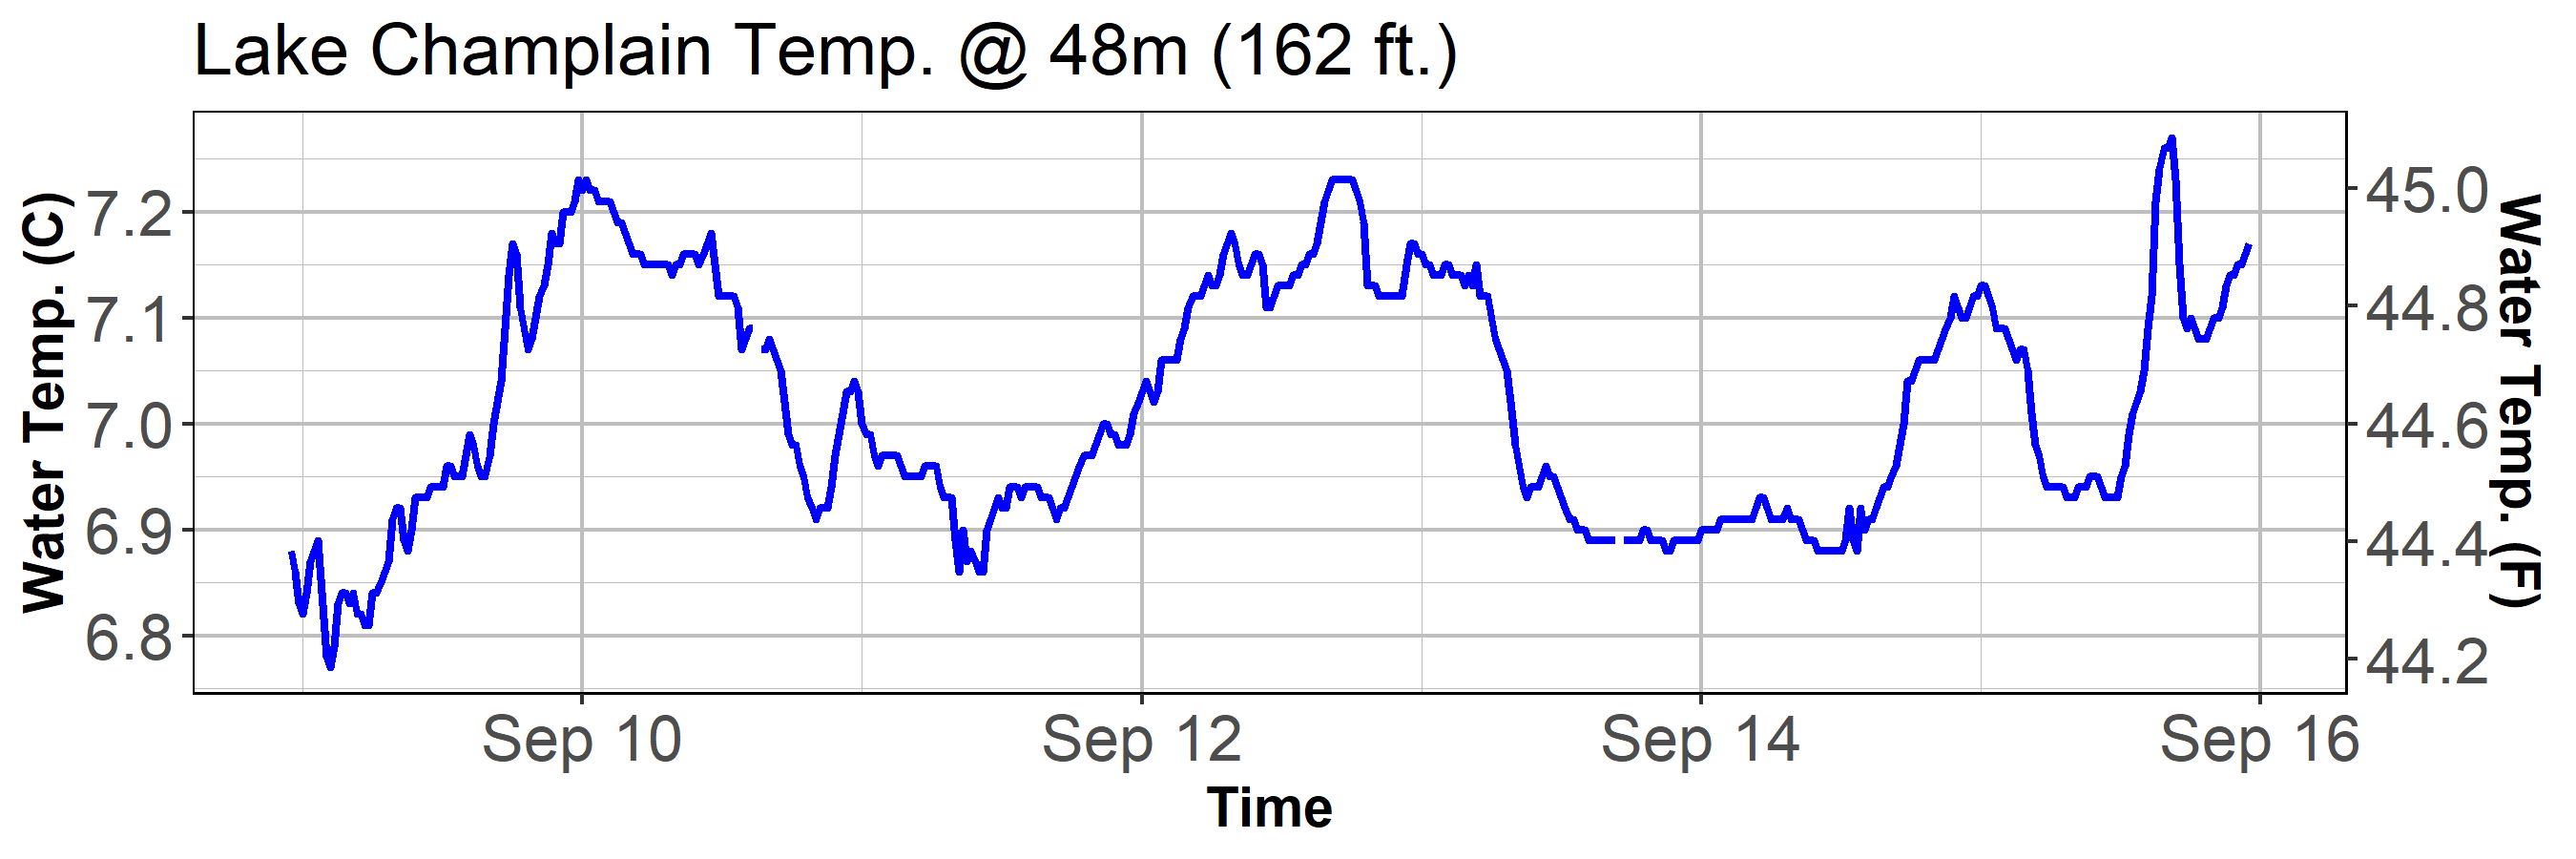 Lake Champlain Temp. @ 48m (162 ft.)
Water Temp. (C)
7.2
7.1
7.0
6.9
6.8
45.0
44.8
44.6
44.4
44.2
Water Temp. (F)
Sep 10 Sep 12 Sep 14 Sep 16
Time